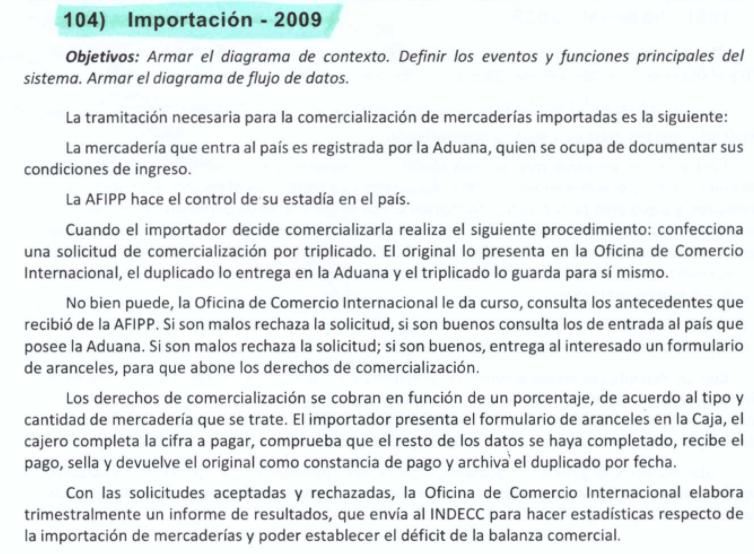 104) Importación - 2009
Objetivos: Armar el diagrama de contexto. Definir los eventos y funciones principales del
sistema. Armar el diagrama de flujo de datos.
La tramitación necesaria para la comercialización de mercaderías importadas es la siguiente:
La mercadería que entra al país es registrada por la Aduana, quien se ocupa de documentar sus
condiciones de ingreso.
La AFIPP hace el control de su estadía en el país.
Cuando el importador decide comercializarla realiza el siguiente procedimiento: confecciona
una solicitud de comercialización por triplicado. El original lo presenta en la Oficina de Comercio
Internacional, el duplicado lo entrega en la Aduana y el triplicado lo guarda para sí mismo.
No bien puede, la Oficina de Comercio Internacional le da curso, consulta los antecedentes que
recibió de la AFIPP. Si son malos rechaza la solicitud, si son buenos consulta los de entrada al país que
posee la Aduana. Si son malos rechaza la solicitud; si son buenos, entrega al interesado un formulario
de aranceles, para que abone los derechos de comercialización.
Los derechos de comercialización se cobran en función de un porcentaje, de acuerdo al tipo y
cantidad de mercadería que se trate. El importador presenta el formulario de aranceles en la Caja, el
cajero completa la cifra a pagar, comprueba que el resto de los datos se haya completado, recibe el
pago, sella y devuelve el original como constancia de pago y archiva el duplicado por fecha.
Con las solicitudes aceptadas y rechazadas, la Oficina de Comercio Internacional elabora
trimestralmente un informe de resultados, que envía al INDECC para hacer estadísticas respecto de
la importación de mercaderías y poder establecer el déficit de la balanza comercial.